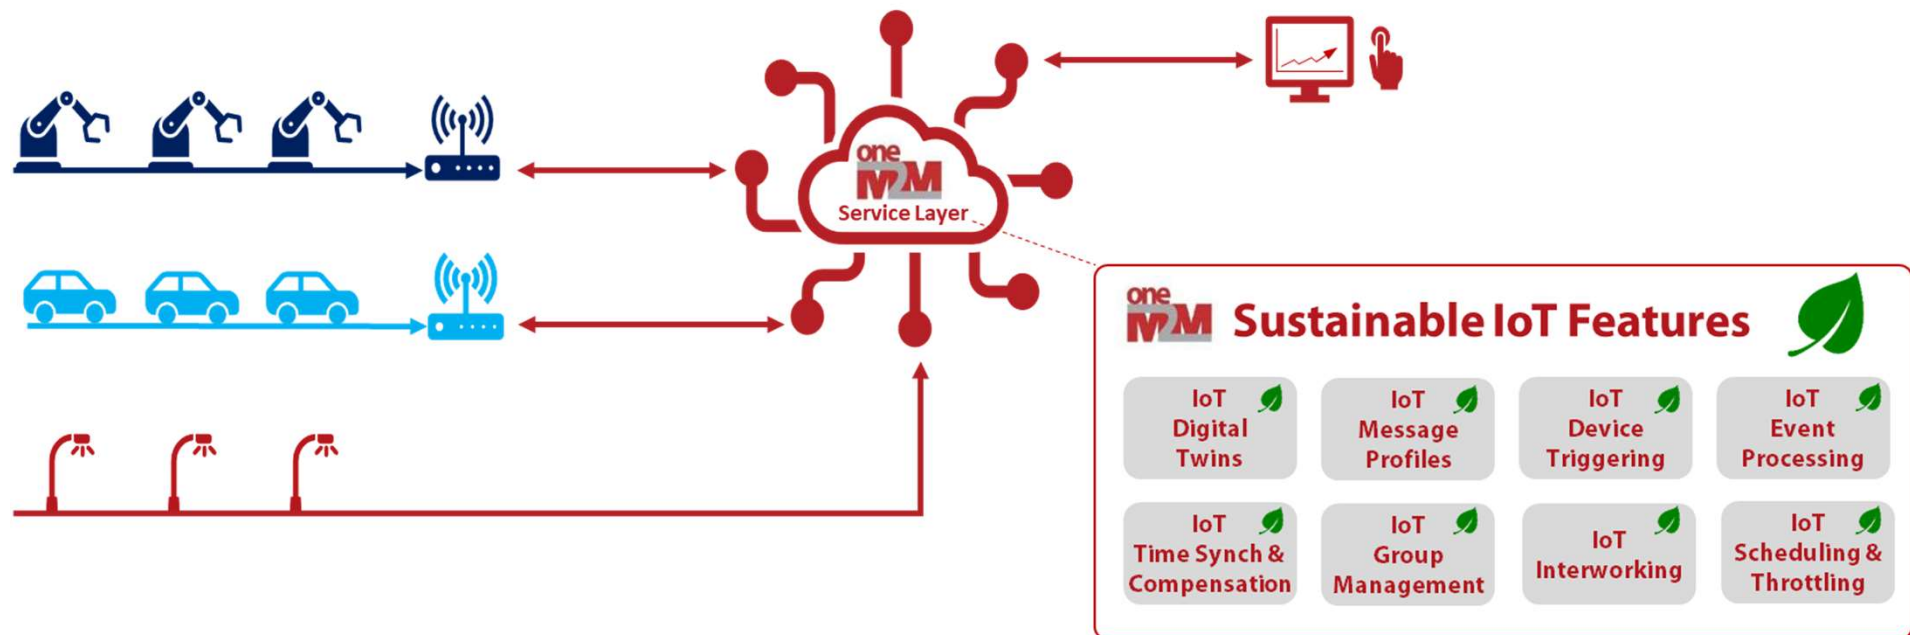 one
M2M
Service Layer
one
M2M
Sustainable IoT Features
IoT
Digital
Twins
IoT
Message
Profiles
IoT
Device
Triggering
IoT
Event
Processing
IoT
Time Synch &
Compensation
IoT
Group
Management
IoT
Interworking
IoT
Scheduling &
Throttling